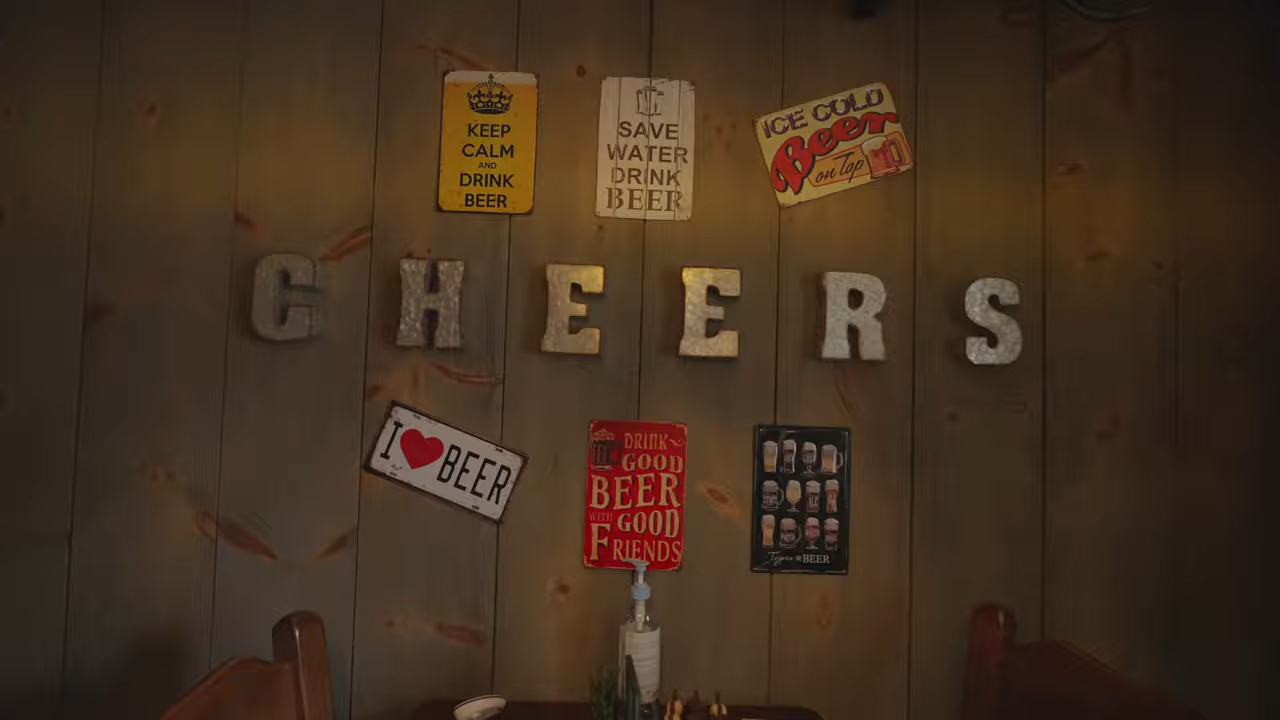 KEEP
CALM
AND
DRINK
BEER
SAVE
WATER
DRINK
BEER
ICE COLD
Beer
on Tap
CHEERS
I ♥ BEER
DRINK
GOOD
BEER
WITH GOOD
FRIENDS
Types of BEER